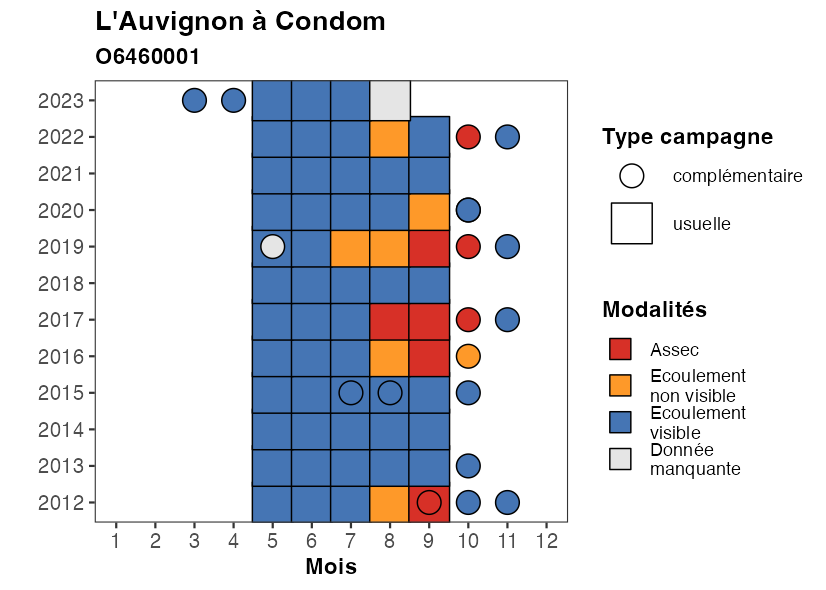 L'Auvignon à Condom
O6460001
2023
2022
2021
2020
2019
2018
2017
2016
2015
2014
2013
2012
1 2 3 4 5 6 7 8 9 10 11 12
Mois
Type campagne
complémentaire
usuelle
Modalités
Assec
Ecoulement
non visible
Ecoulement
visible
Donnée
manquante